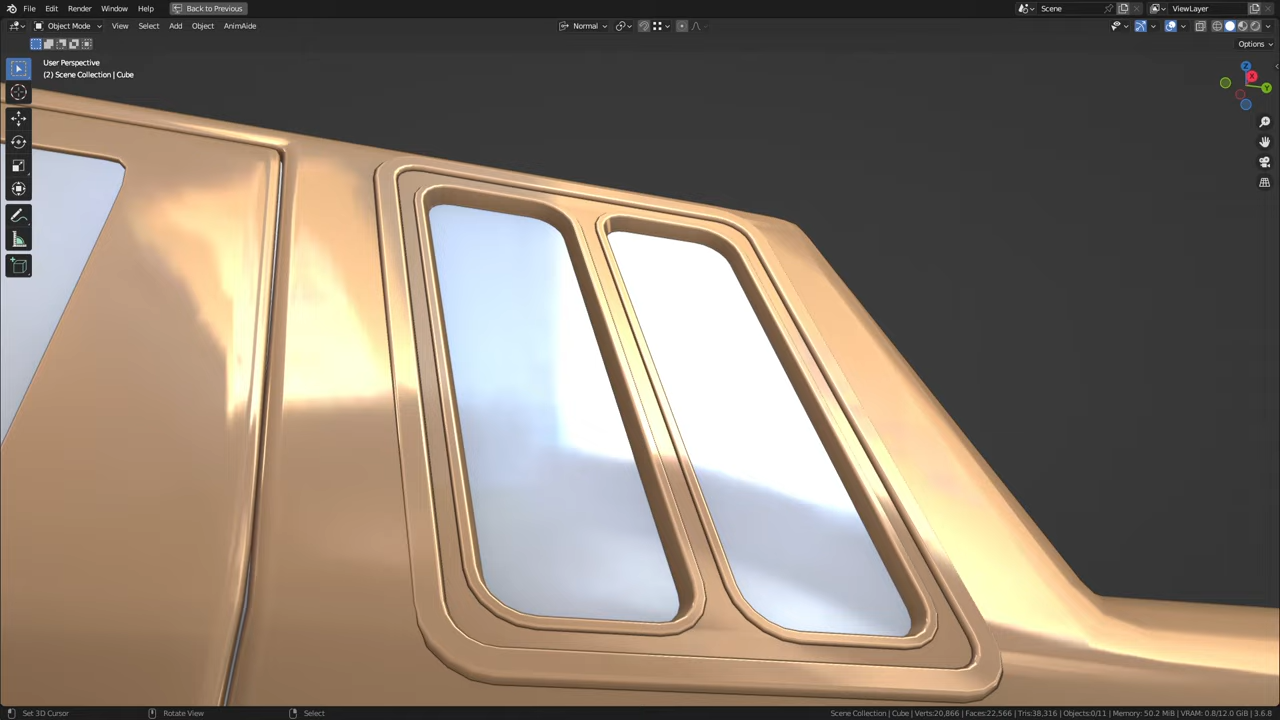 File Edit Render Window Help Back to Previous Scene ViewLayer
Object Mode View Select Add Object AnimAide Normal
Options
User Perspective
(2) Scene Collection | Cube
Z
X
Y
Set 3D Cursor Rotate View Select Scene Collection | Cube | Verts:20,866 | Faces:22,566 | Tris:38,316 | Objects:0/11 | Memory: 50.2 MiB | VRAM: 0.8/12.0 GiB | 3.6.8